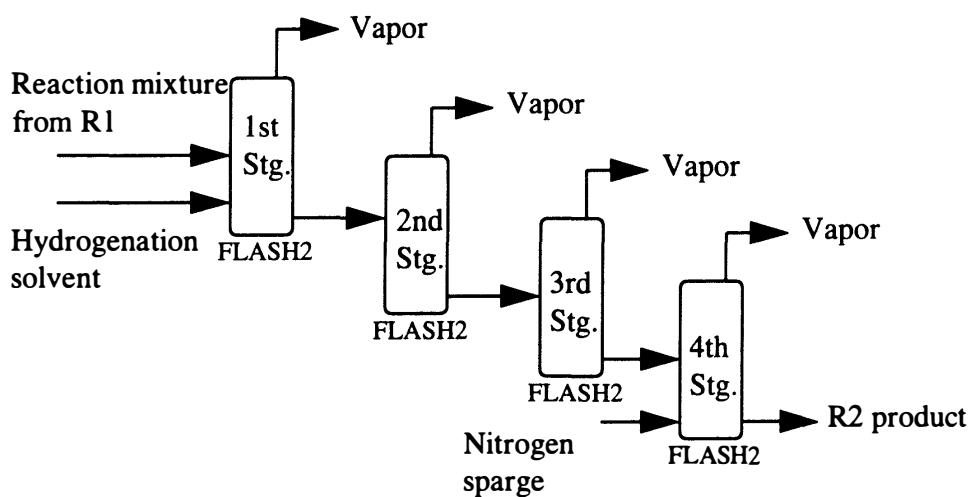 Vapor
Reaction mixture
from R1
1st
Stg.
Hydrogenation
solvent
FLASH2
Vapor
2nd
Stg.
FLASH2
Vapor
3rd
Stg.
FLASH2
Vapor
4th
Stg.
FLASH2
Nitrogen
sparge
R2 product